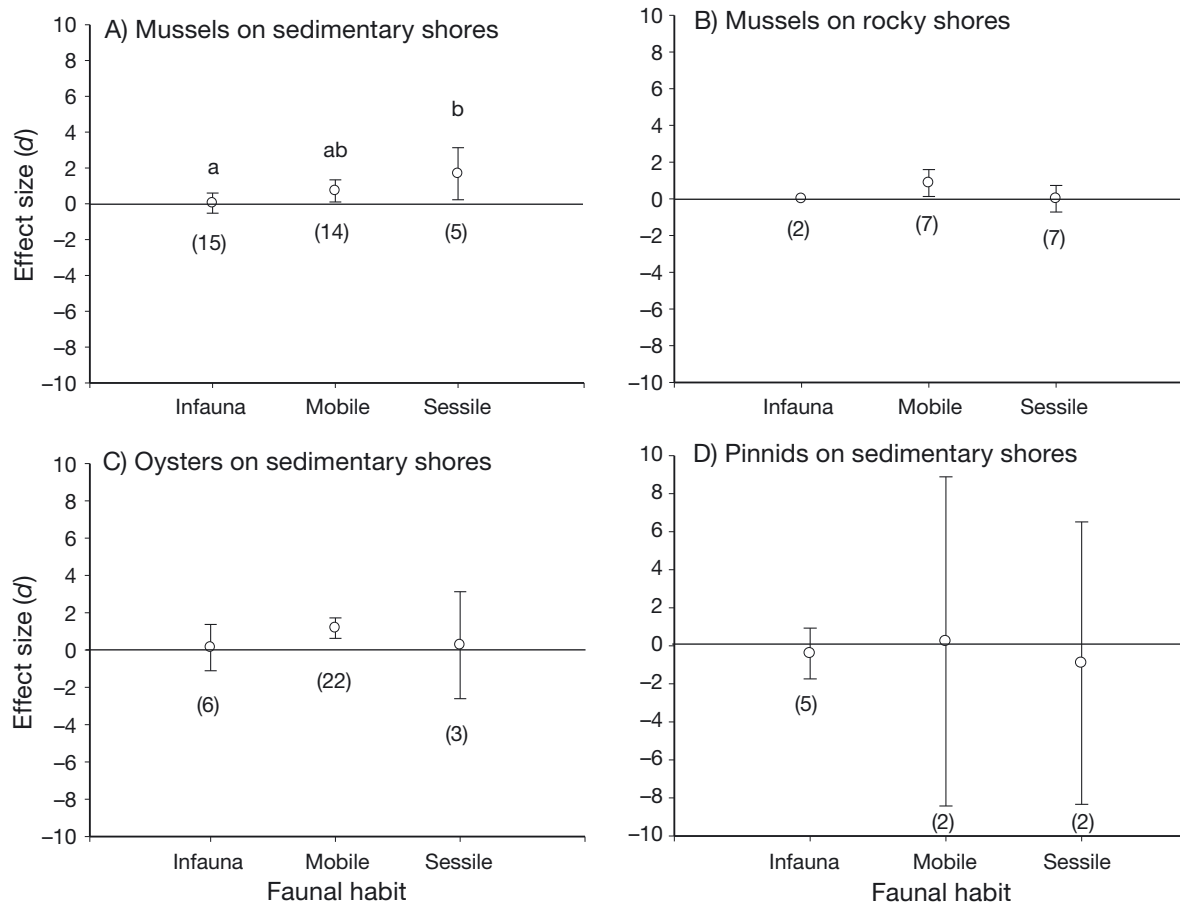 A) Mussels on sedimentary shores
10
8
6
4
2
0
−2
−4
−6
−8
−10
Effect size (d)
a
ab
b
(15)
(14)
(5)
Infauna
Mobile
Sessile
B) Mussels on rocky shores
10
8
6
4
2
0
−2
−4
−6
−8
−10
(2)
(7)
(7)
Infauna
Mobile
Sessile
C) Oysters on sedimentary shores
10
8
6
4
2
0
−2
−4
−6
−8
−10
Effect size (d)
(6)
(22)
(3)
Infauna
Mobile
Sessile
Faunal habit
D) Pinnids on sedimentary shores
10
8
6
4
2
0
−2
−4
−6
−8
−10
(5)
(2)
(2)
Infauna
Mobile
Sessile
Faunal habit